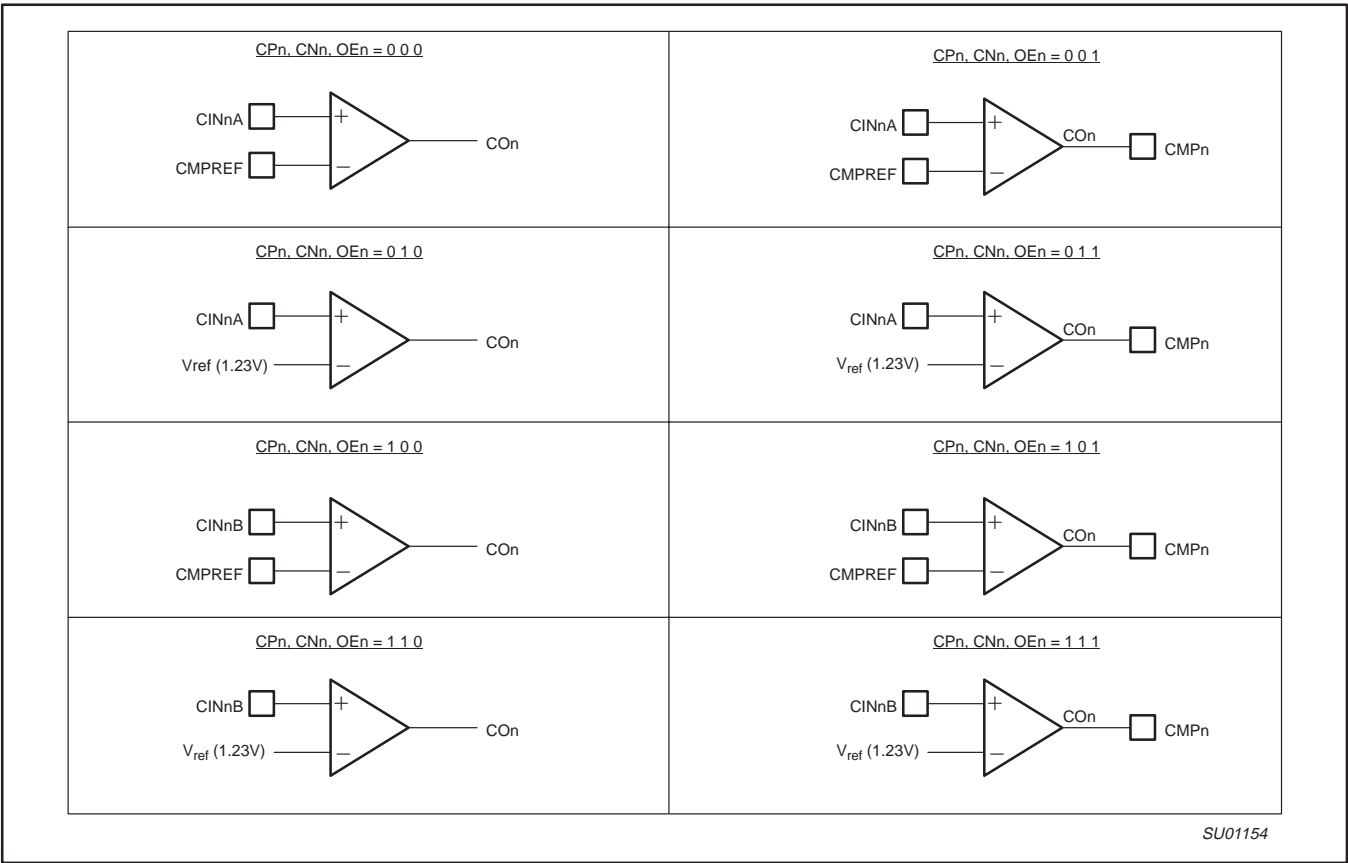 CPn, CNn, OEn = 0 0 0
CINnA
+
CMPREF
–
COn
CPn, CNn, OEn = 0 0 1
CINnA
+
CMPREF
–
COn
CMPn
CPn, CNn, OEn = 0 1 0
CINnA
+
Vref (1.23V)
–
COn
CPn, CNn, OEn = 0 1 1
CINnA
+
Vref (1.23V)
–
COn
CMPn
CPn, CNn, OEn = 1 0 0
CINnB
+
CMPREF
–
COn
CPn, CNn, OEn = 1 0 1
CINnB
+
CMPREF
–
COn
CMPn
CPn, CNn, OEn = 1 1 0
CINnB
+
Vref (1.23V)
–
COn
CPn, CNn, OEn = 1 1 1
CINnB
+
Vref (1.23V)
–
COn
CMPn
SU01154